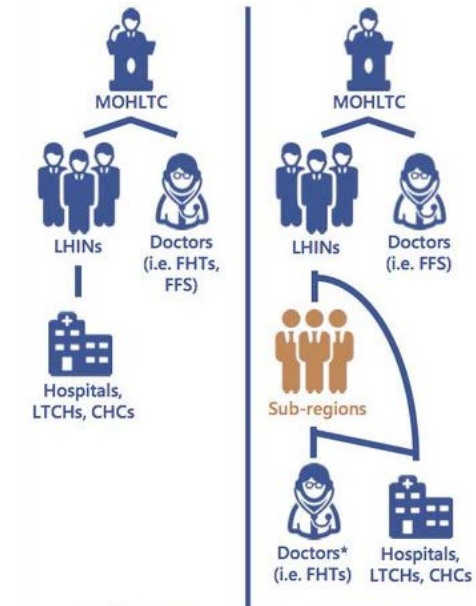 MOHLTC
LHINs
Doctors
(i.e. FHTs,
FFS)
Hospitals,
LTCHs, CHCs
MOHLTC
LHINs
Doctors
(i.e. FFS)
Sub-regions
Doctors*
(i.e. FHTs)
Hospitals,
LTCHs, CHCs